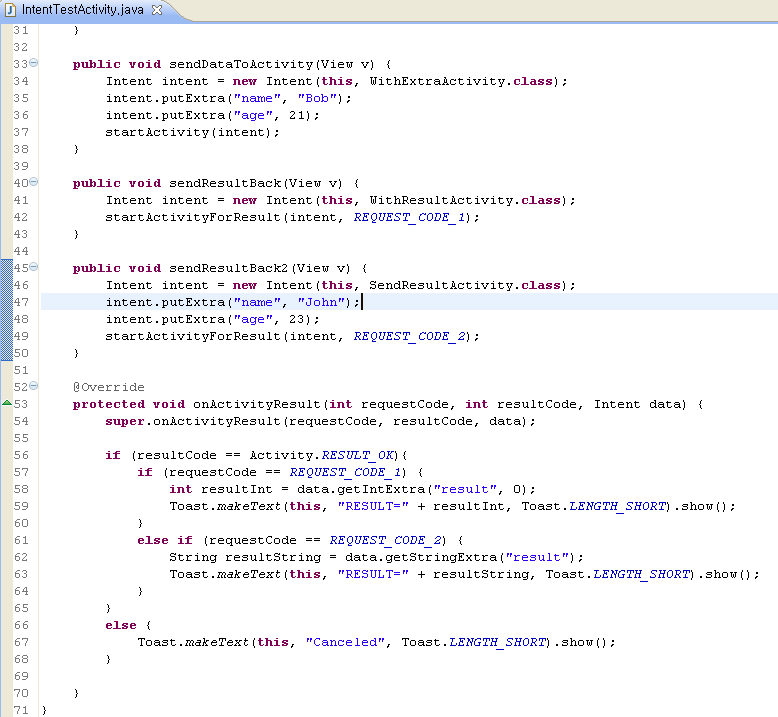 IntentTestActivity.java
31     }
32
33     public void sendDataToActivity(View v) {
34         Intent intent = new Intent(this, WithExtraActivity.class);
35         intent.putExtra("name", "Bob");
36         intent.putExtra("age", 21);
37         startActivity(intent);
38     }
39
40     public void sendResultBack(View v) {
41         Intent intent = new Intent(this, WithResultActivity.class);
42         startActivityForResult(intent, REQUEST_CODE_1);
43     }
44
45     public void sendResultBack2(View v) {
46         Intent intent = new Intent(this, SendResultActivity.class);
47         intent.putExtra("name", "John");
48         intent.putExtra("age", 23);
49         startActivityForResult(intent, REQUEST_CODE_2);
50     }
51
52     @Override
53     protected void onActivityResult(int requestCode, int resultCode, Intent data) {
54         super.onActivityResult(requestCode, resultCode, data);
55
56         if (resultCode == Activity.RESULT_OK){
57             if (requestCode == REQUEST_CODE_1) {
58                 int resultInt = data.getIntExtra("result", 0);
59                 Toast.makeText(this, "RESULT=" + resultInt, Toast.LENGTH_SHORT).show();
60             }
61             else if (requestCode == REQUEST_CODE_2) {
62                 String resultString = data.getStringExtra("result");
63                 Toast.makeText(this, "RESULT=" + resultString, Toast.LENGTH_SHORT).show();
64             }
65         }
66         else {
67             Toast.makeText(this, "Canceled", Toast.LENGTH_SHORT).show();
68         }
69
70     }
71 }